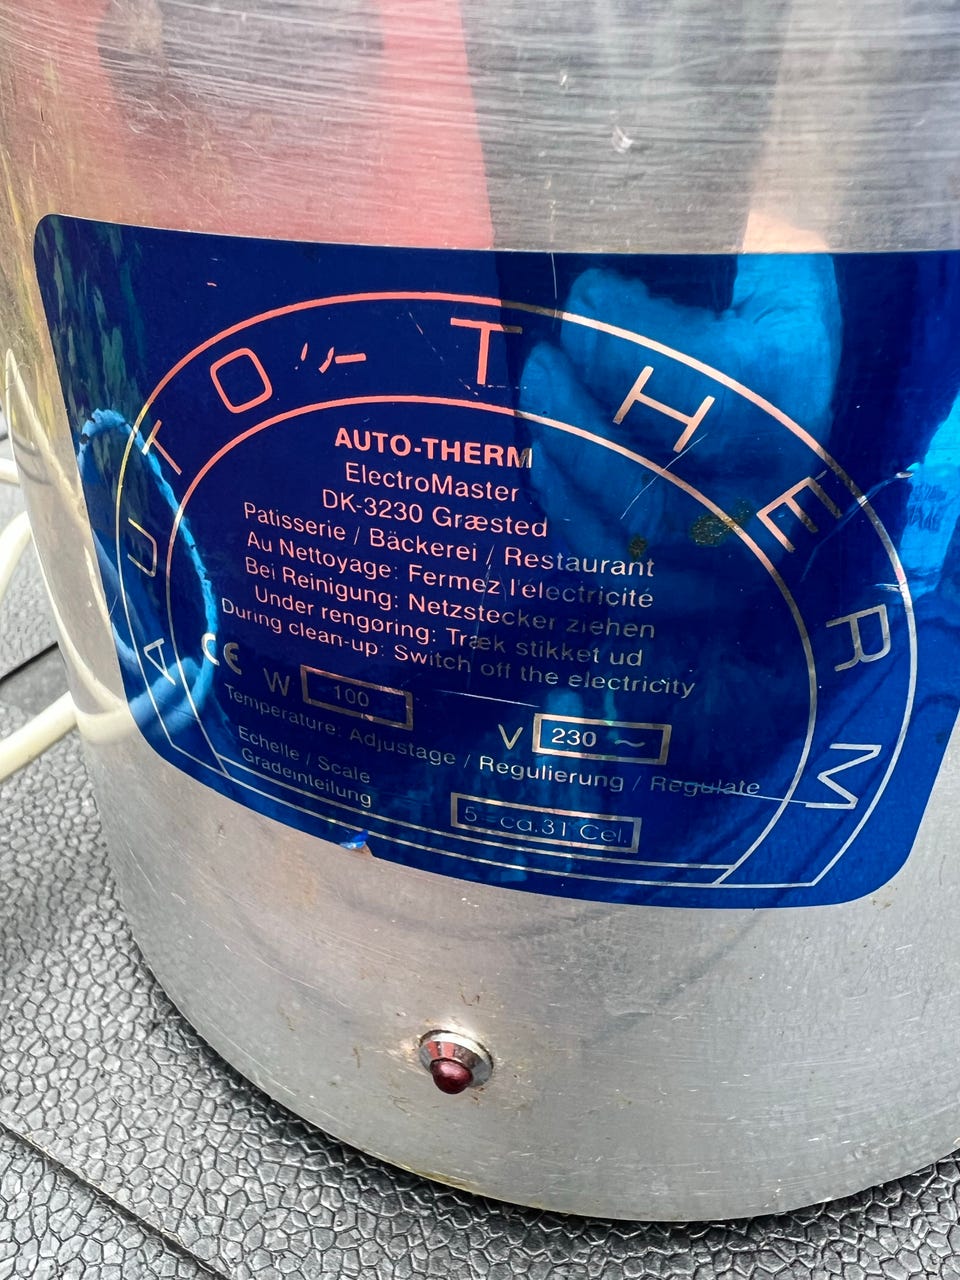 AUTO-THERM
AUTO-THERM
ElectroMaster
DK-3230 Græsted
Patisserie / Bäckerei / Restaurant
Au Nettoyage: Fermez l'électricité
Bei Reinigung: Netzstecker ziehen
Under rengøring: Træk stikket ud
During clean-up: Switch off the electricity
CE W 100
V 230 ~
Temperature: Adjustage / Regulierung / Regulate
Echelle / Scale
Gradeinteilung
5=ca.31 Cel.